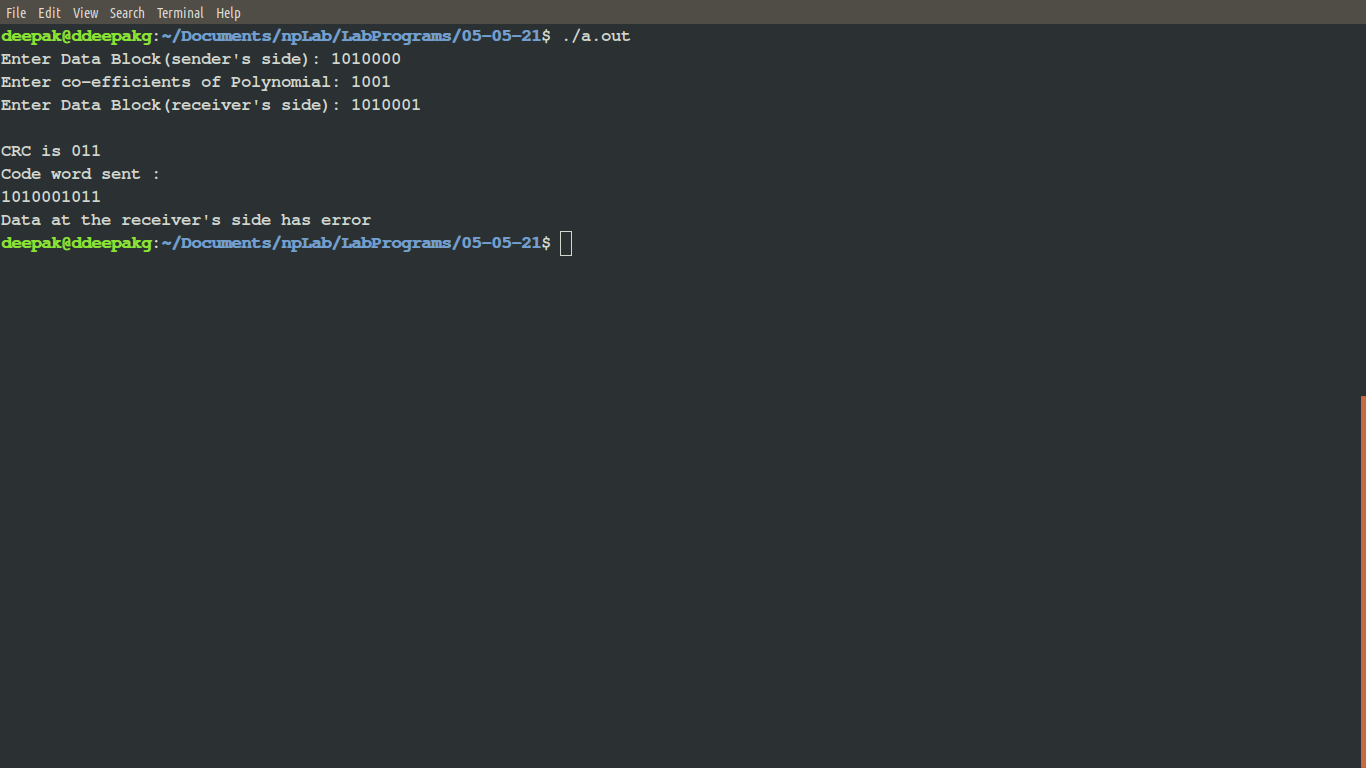 File Edit View Search Terminal Help
deepak@ddeepakg:~/Documents/npLab/LabPrograms/05-05-21$ ./a.out
Enter Data Block(sender's side): 1010000
Enter co-efficients of Polynomial: 1001
Enter Data Block(receiver's side): 1010001
CRC is 011
Code word sent :
1010001011
Data at the receiver's side has error
deepak@ddeepakg:~/Documents/npLab/LabPrograms/05-05-21$